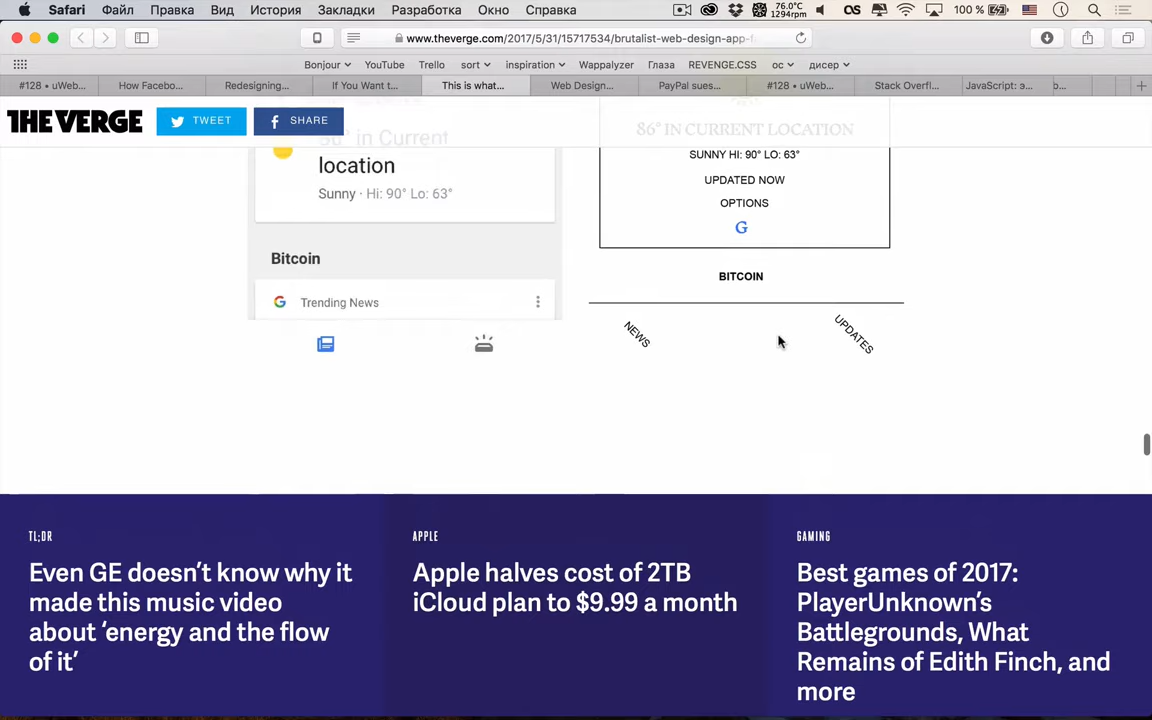 Safari Файл Правка Вид История Закладки Разработка Окно Справка 76.0°C 1294rpm 100 %
www.theverge.com/2017/5/31/15717534/brutalist-web-design-app-f
Bonjour YouTube Trello sort inspiration Wappalyzer Глаза REVENGE.CSS ос дисер
#128 • uWeb... How Facebo... Redesigning... If You Want t... This is what... Web Design... PayPal sues... #128 • uWeb... Stack Overfl... JavaScript: э... b...
THE VERGE TWEET SHARE
86° in Current
location
Sunny · Hi: 90° Lo: 63°
Bitcoin
Trending News
86° IN CURRENT LOCATION
SUNNY HI: 90° LO: 63°
UPDATED NOW
OPTIONS
G
BITCOIN
NEWS
UPDATES
TL;DR
Even GE doesn't know why it
made this music video
about 'energy and the flow
of it'
APPLE
Apple halves cost of 2TB
iCloud plan to $9.99 a month
GAMING
Best games of 2017:
PlayerUnknown's
Battlegrounds, What
Remains of Edith Finch, and
more